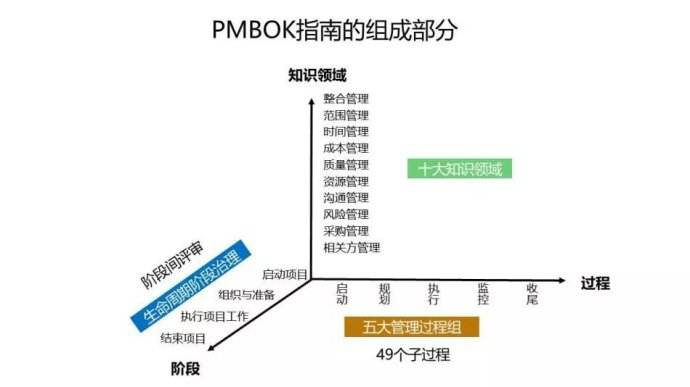 PMBOK指南的组成部分
知识领域
整合管理
范围管理
时间管理
成本管理
质量管理
资源管理
沟通管理
风险管理
采购管理
相关方管理
十大知识领域
阶段间评审
生命周期阶段治理
启动项目
组织与准备
执行项目工作
结束项目
阶段
启动
规划
执行
监控
收尾
过程
五大管理过程组
49个子过程